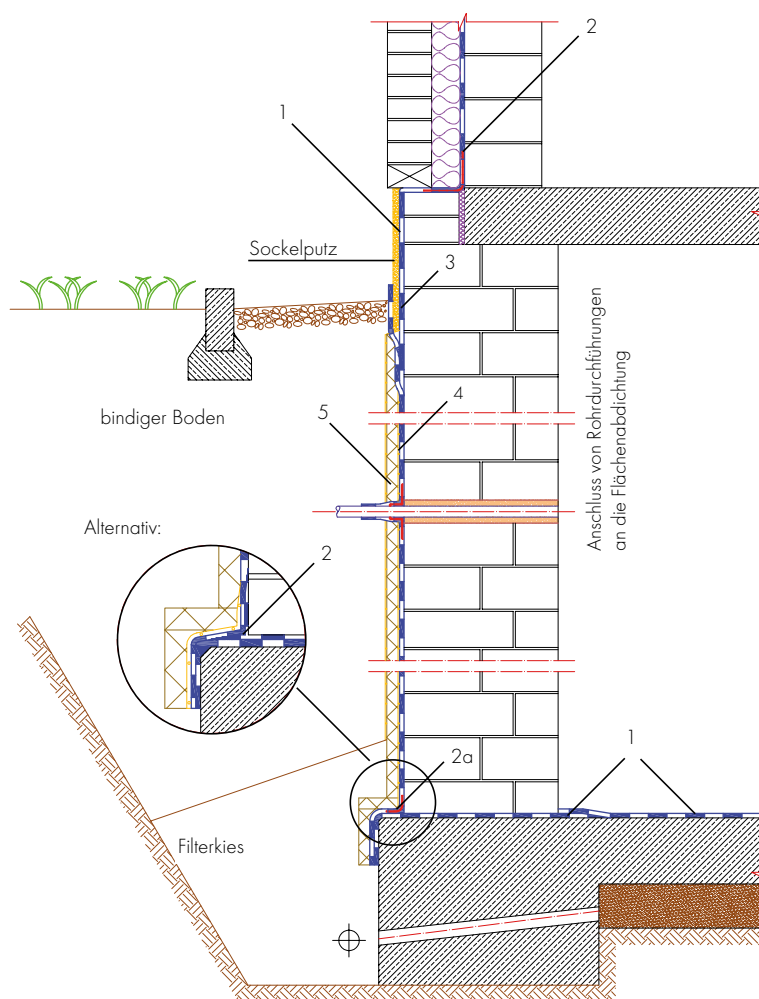 2
1
Sockelputz
3
Anschluss von Rohrdurchführungen
an die Flächenabdichtung
4
bindiger Boden
5
Alternativ:
2
2a
1
Filterkies